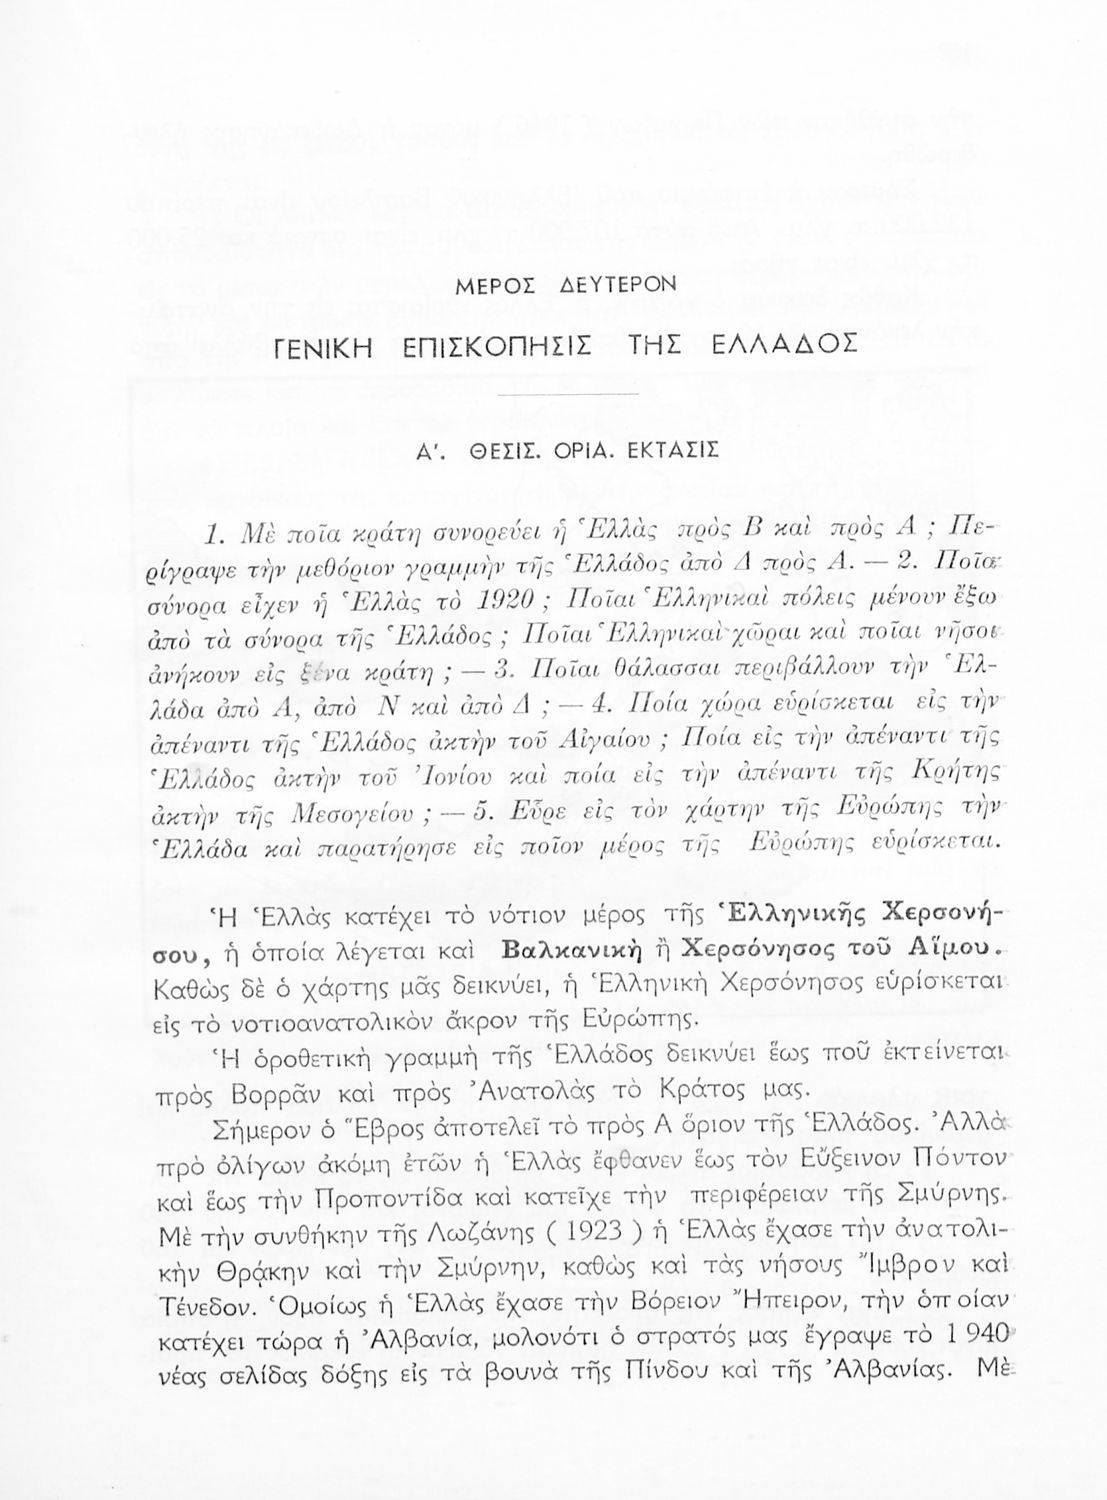 ΜΕΡΟΣ ΔΕΥΤΕΡΟΝ
ΓΕΝΙΚΗ ΕΠΙΣΚΟΠΗΣΙΣ ΤΗΣ ΕΛΛΑΔΟΣ
Α'. ΘΕΣΙΣ. ΟΡΙΑ. ΕΚΤΑΣΙΣ
1. Μὲ ποῖα κράτη συνορεύει ἡ Ἑλλὰς πρὸς Β καὶ πρὸς Α ; Πε-
ρίγραψε τὴν μεθόριον γραμμὴν τῆς Ἑλλάδος ἀπὸ Δ πρὸς Α. — 2. Ποῖα
σύνορα εἶχεν ἡ Ἑλλὰς τὸ 1920 ; Ποῖαι Ἑλληνικαὶ πόλεις μένουν ἔξω
ἀπὸ τὰ σύνορα τῆς Ἑλλάδος ; Ποῖαι Ἑλληνικαὶ χῶραι καὶ ποῖαι νῆσοι
ἀνήκουν εἰς ξένα κράτη ; — 3. Ποῖαι θάλασσαι περιβάλλουν τὴν Ἑλ-
λάδα ἀπὸ Α, ἀπὸ Ν καὶ ἀπὸ Δ ; — 4. Ποία χώρα εὑρίσκεται εἰς τὴν
ἀπέναντι τῆς Ἑλλάδος ἀκτὴν τοῦ Αἰγαίου ; Ποία εἰς τὴν ἀπέναντι τῆς
Ἑλλάδος ἀκτὴν τοῦ Ἰονίου καὶ ποία εἰς τὴν ἀπέναντι τῆς Κρήτης
ἀκτὴν τῆς Μεσογείου ; — 5. Εὗρε εἰς τὸν χάρτην τῆς Εὐρώπης τὴν
Ἑλλάδα καὶ παρατήρησε εἰς ποῖον μέρος τῆς Εὐρώπης εὑρίσκεται.
Ἡ Ἑλλὰς κατέχει τὸ νότιον μέρος τῆς Ἑλληνικῆς Χερσονή-
σου, ἡ ὁποία λέγεται καὶ Βαλκανικὴ ἢ Χερσόνησος τοῦ Αἵμου.
Καθὼς δὲ ὁ χάρτης μᾶς δεικνύει, ἡ Ἑλληνικὴ Χερσόνησος εὑρίσκεται
εἰς τὸ νοτιοανατολικὸν ἄκρον τῆς Εὐρώπης.
Ἡ ὁροθετικὴ γραμμὴ τῆς Ἑλλάδος δεικνύει ἕως ποῦ ἐκτείνεται
πρὸς Βορρᾶν καὶ πρὸς Ἀνατολὰς τὸ Κράτος μας.
Σήμερον ὁ Ἕβρος ἀποτελεῖ τὸ πρὸς Α ὅριον τῆς Ἑλλάδος. Ἀλλὰ
πρὸ ὀλίγων ἀκόμη ἐτῶν ἡ Ἑλλὰς ἔφθανεν ἕως τὸν Εὔξεινον Πόντον
καὶ ἕως τὴν Προποντίδα καὶ κατεῖχε τὴν περιφέρειαν τῆς Σμύρνης.
Μὲ τὴν συνθήκην τῆς Λωζάνης ( 1923 ) ἡ Ἑλλὰς ἔχασε τὴν ἀνατολι-
κὴν Θράκην καὶ τὴν Σμύρνην, καθὼς καὶ τὰς νήσους Ἴμβρον καὶ
Τένεδον. Ὁμοίως ἡ Ἑλλὰς ἔχασε τὴν Βόρειον Ἤπειρον, τὴν ὁποίαν
κατέχει τώρα ἡ Ἀλβανία, μολονότι ὁ στρατός μας ἔγραψε τὸ 1940
νέας σελίδας δόξης εἰς τὰ βουνὰ τῆς Πίνδου καὶ τῆς Ἀλβανίας. Μὲ